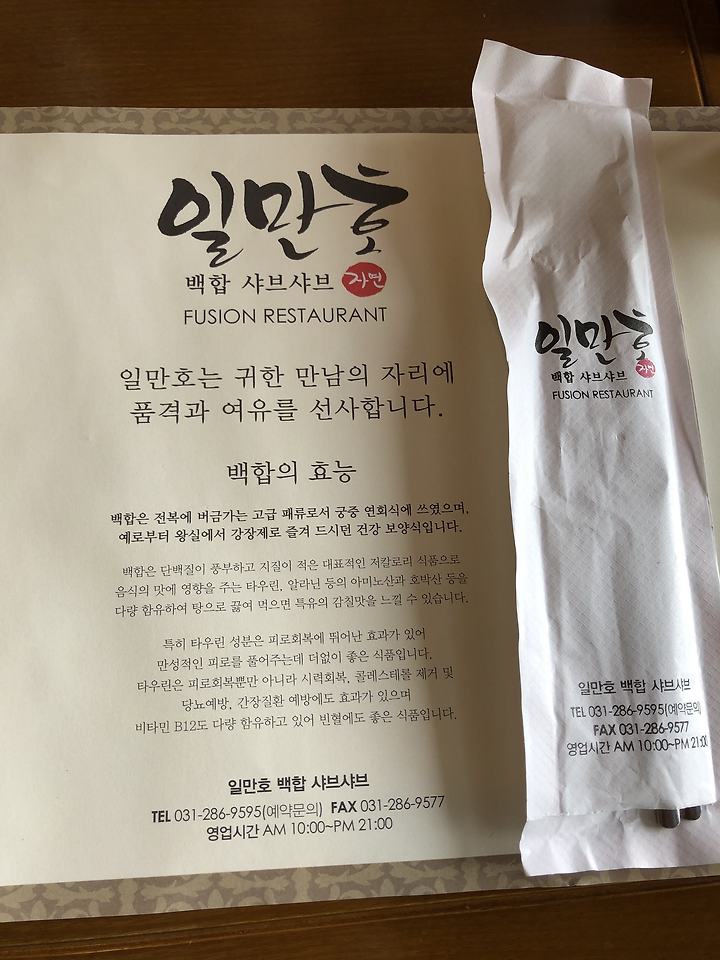 일만호
백합 샤브샤브 자연
FUSION RESTAURANT
일만호는 귀한 만남의 자리에
품격과 여유를 선사합니다.
백합의 효능
백합은 전복에 버금가는 고급 패류로서 궁중 연회식에 쓰였으며,
예로부터 왕실에서 강장제로 즐겨 드시던 건강 보양식입니다.
백합은 단백질이 풍부하고 지질이 적은 대표적인 저칼로리 식품으로
음식의 맛에 영향을 주는 타우린, 알라닌 등의 아미노산과 호박산 등을
다량 함유하여 탕으로 끓여 먹으면 특유의 감칠맛을 느낄 수 있습니다.
특히 타우린 성분은 피로회복에 뛰어난 효과가 있어
만성적인 피로를 풀어주는데 더없이 좋은 식품입니다.
타우린은 피로회복뿐만 아니라 시력회복, 콜레스테롤 제거 및
당뇨예방, 간장질환 예방에도 효과가 있으며
비타민 B12도 다량 함유하고 있어 빈혈에도 좋은 식품입니다.
일만호 백합 샤브샤브
TEL 031-286-9595(예약문의) FAX 031-286-9577
영업시간 AM 10:00~PM 21:00
일만호
백합 샤브샤브 자연
FUSION RESTAURANT
일만호 백합 샤브샤브
TEL 031-286-9595(예약문의)
FAX 031-286-9577
영업시간 AM 10:00~PM 21:00